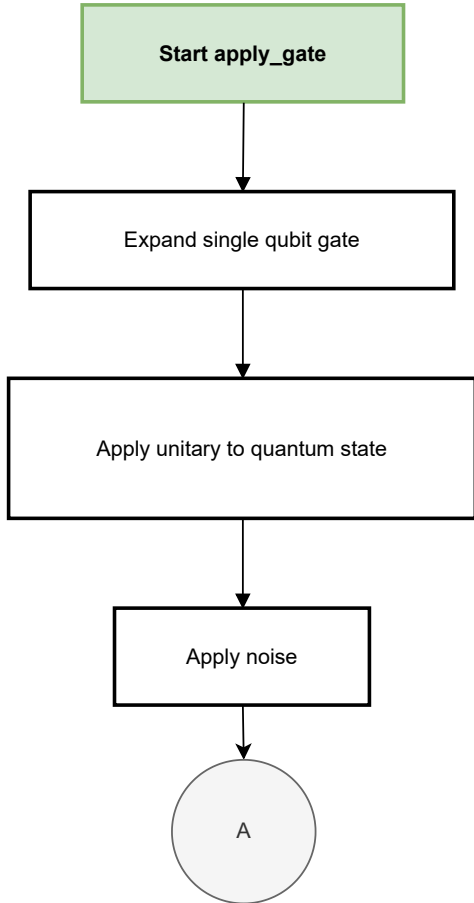 Start apply_gate
Expand single qubit gate
Apply unitary to quantum state
Apply noise
A